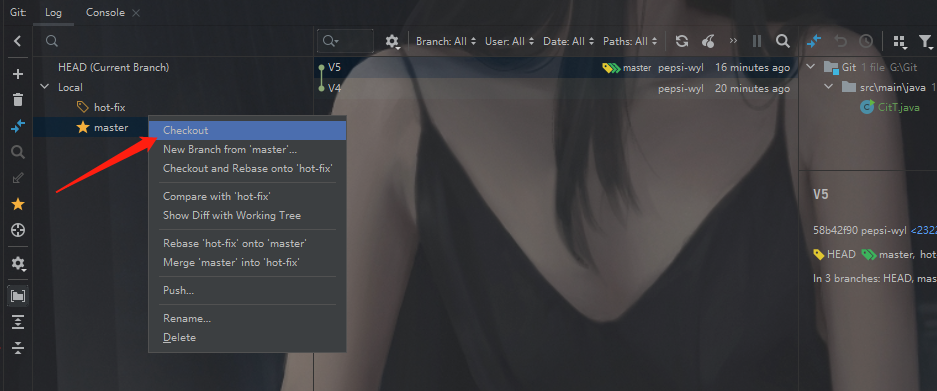 Git: Log Console
Branch: All User: All Date: All Paths: All
HEAD (Current Branch)
Local
hot-fix
master
Checkout
New Branch from 'master'...
Checkout and Rebase onto 'hot-fix'
Compare with 'hot-fix'
Show Diff with Working Tree
Rebase 'hot-fix' onto 'master'
Merge 'master' into 'hot-fix'
Push...
Rename...
Delete
V5 master pepsi-wyl 16 minutes ago
V4 pepsi-wyl 20 minutes ago
Git 1 file G:\Git
src\main\java
CitT.java
V5
58b42f90 pepsi-wyl <2322
HEAD master, hot
In 3 branches: HEAD, mas